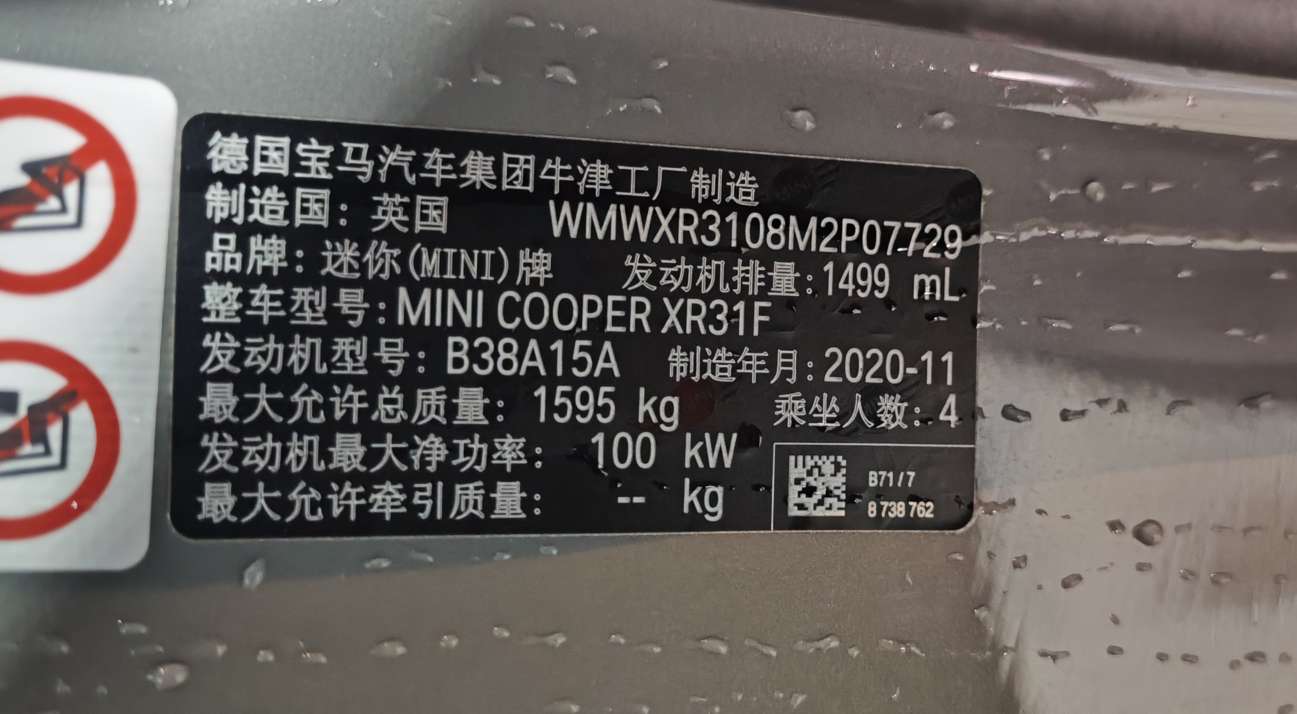 德国宝马汽车集团牛津工厂制造
制造国：英国 WMWXR3108M2P07729
品牌：迷你(MINI)牌 发动机排量：1499 mL
整车型号：MINI COOPER XR31F
发动机型号：B38A15A 制造年月：2020-11
最大允许总质量：1595 kg 乘坐人数：4
发动机最大净功率：100 kW
最大允许牵引质量：-- kg
B71/7
8 738 762